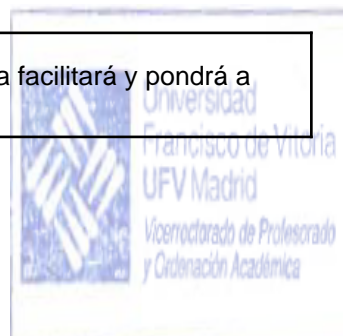 a facilitará y pondrá a
Universidad
Francisco de Vitoria
UFV Madrid
Vicerrectorado de Profesorado
y Ordenación Académica